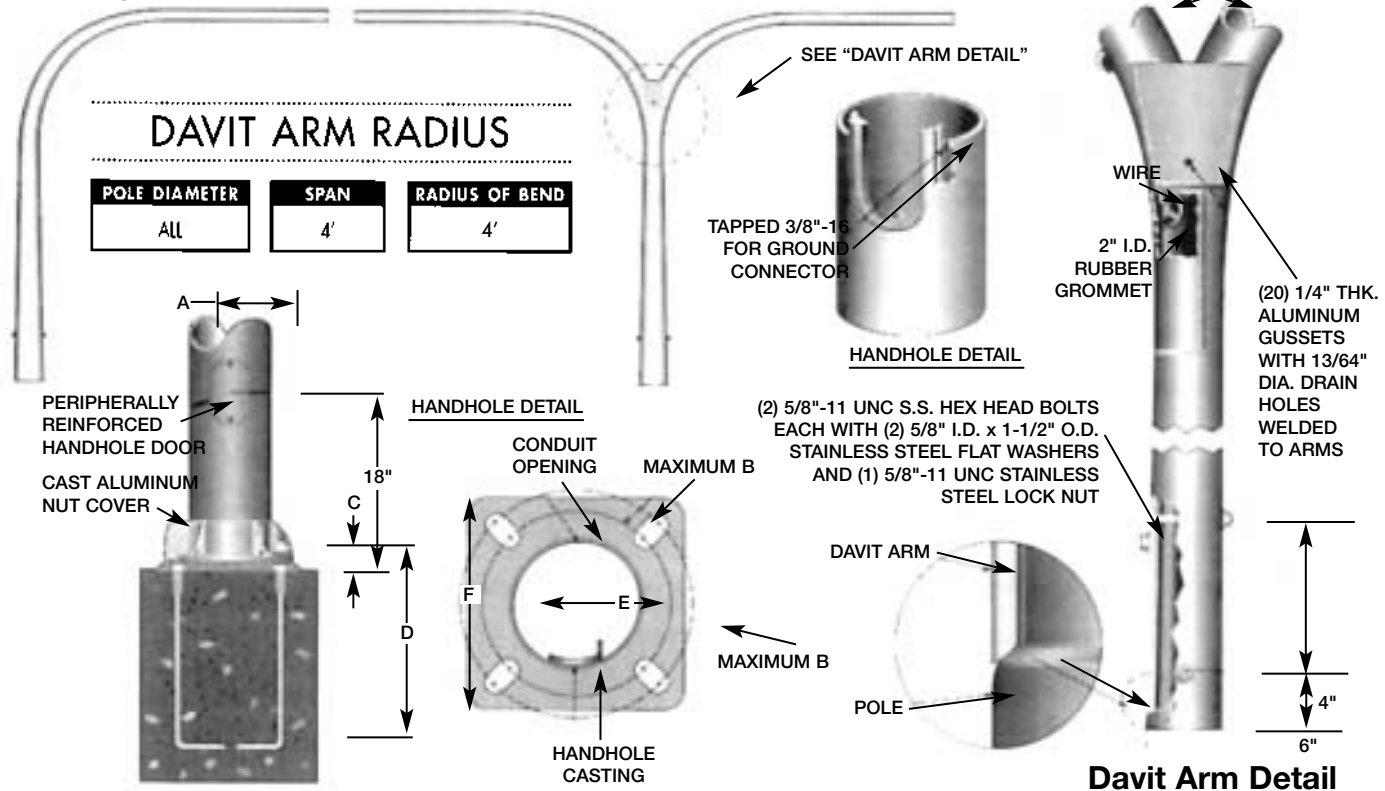 SEE “DAVIT ARM DETAIL”
DAVIT ARM RADIUS
POLE DIAMETER
SPAN
RADIUS OF BEND
ALL
4'
4'
TAPPED 3/8"-16
FOR GROUND
CONNECTOR
HANDHOLE DETAIL
WIRE
2" I.D.
RUBBER
GROMMET
(20) 1/4" THK.
ALUMINUM
GUSSETS
WITH 13/64"
DIA. DRAIN
HOLES
WELDED
TO ARMS
A
PERIPHERALLY
REINFORCED
HANDHOLE DOOR
CAST ALUMINUM
NUT COVER
18"
C
D
HANDHOLE DETAIL
CONDUIT
OPENING
MAXIMUM B
F
E
MAXIMUM B
HANDHOLE
CASTING
(2) 5/8"-11 UNC S.S. HEX HEAD BOLTS
EACH WITH (2) 5/8" I.D. x 1-1/2" O.D.
STAINLESS STEEL FLAT WASHERS
AND (1) 5/8"-11 UNC STAINLESS
STEEL LOCK NUT
DAVIT ARM
POLE
4"
6"
Davit Arm Detail